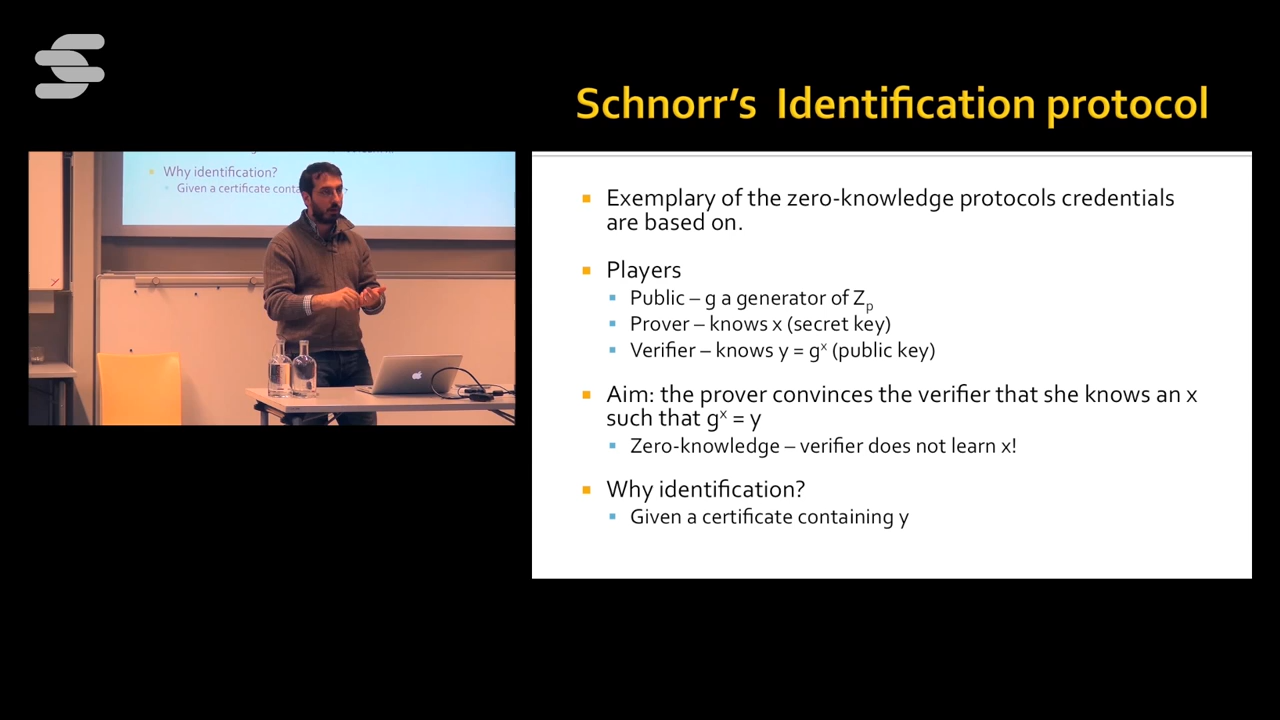 Schnorr’s Identification protocol
Why identification?
Given a certificate conta
Exemplary of the zero-knowledge protocols credentials
are based on.
Players
Public – g a generator of Zp
Prover – knows x (secret key)
Verifier – knows y = gˣ (public key)
Aim: the prover convinces the verifier that she knows an x
such that gˣ = y
Zero-knowledge – verifier does not learn x!
Why identification?
Given a certificate containing y